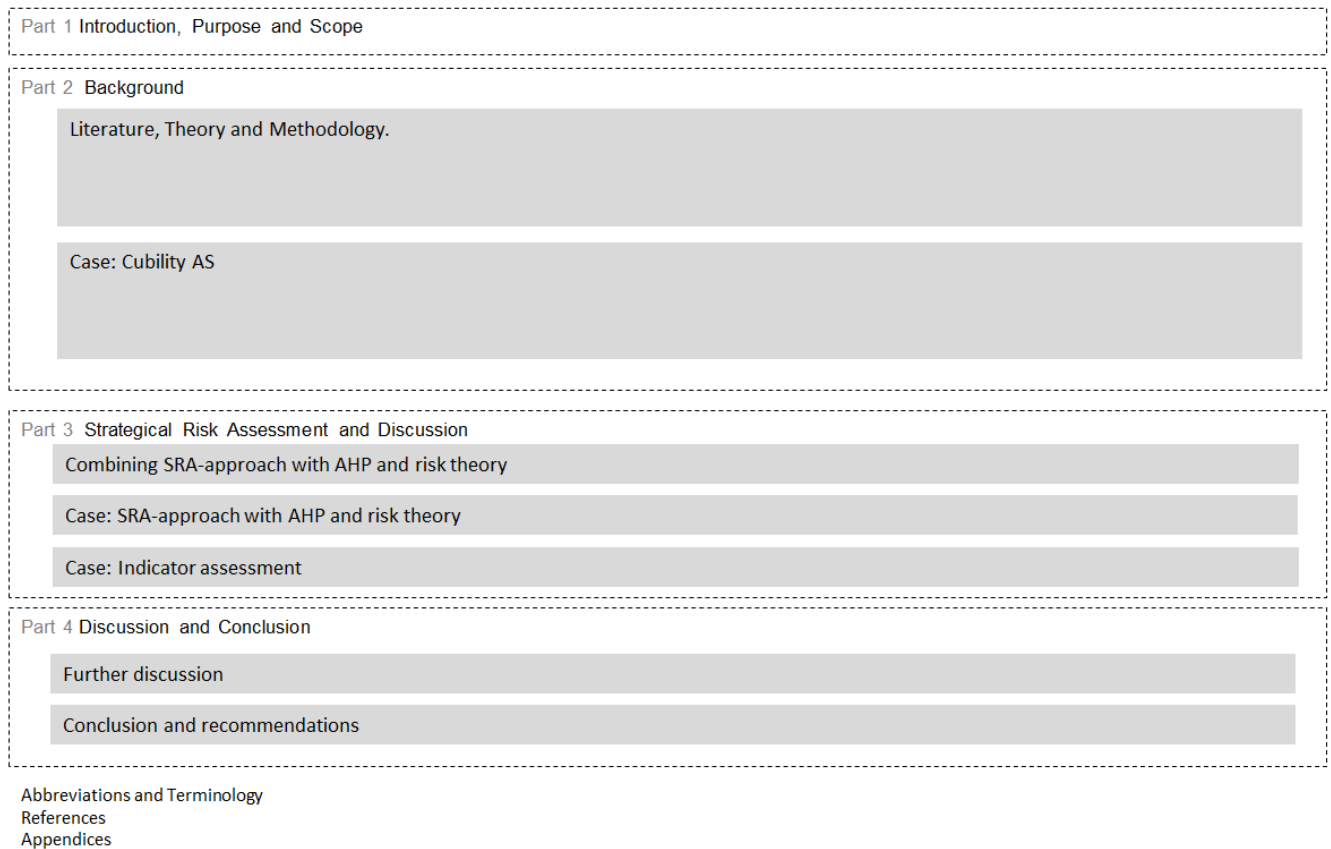 Part 1 Introduction, Purpose and Scope
Part 2 Background
Literature, Theory and Methodology.
Case: Cubility AS
Part 3 Strategical Risk Assessment and Discussion
Combining SRA-approach with AHP and risk theory
Case: SRA-approach with AHP and risk theory
Case: Indicator assessment
Part 4 Discussion and Conclusion
Further discussion
Conclusion and recommendations
Abbreviations and Terminology
References
Appendices